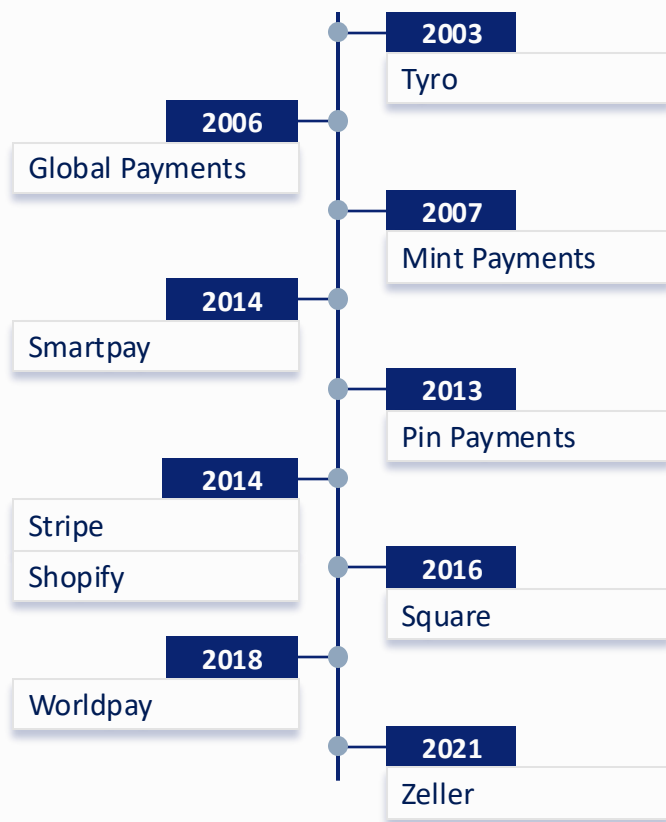 2003
Tyro
2006
Global Payments
2007
Mint Payments
2014
Smartpay
2013
Pin Payments
2014
Stripe
Shopify
2016
Square
2018
Worldpay
2021
Zeller